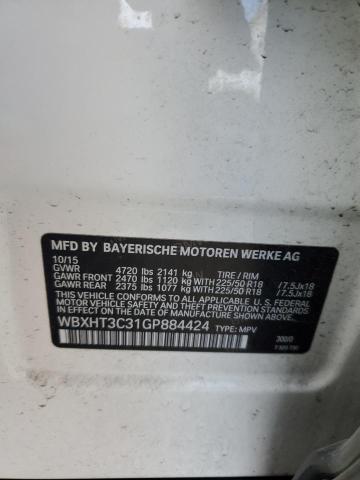 MFD BY BAYERISCHE MOTOREN WERKE AG
10/15
GVWR 4720 lbs 2141 kg TIRE / RIM
GAWR FRONT 2470 lbs 1120 kg WITH 225/50 R18 /7.5Jx18
GAWR REAR 2375 lbs 1077 kg WITH 225/50 R18 /7.5Jx18
THIS VEHICLE CONFORMS TO ALL APPLICABLE U.S. FEDERAL
MOTOR VEHICLE SAFETY AND THEFT PREVENTION STANDARDS
IN EFFECT ON THE DATE OF MANUFACTURE SHOWN ABOVE.
WBXHT3C31GP884424 TYPE: MPV
300/0